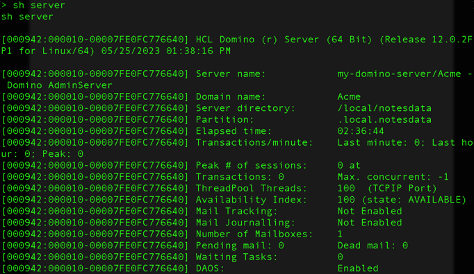 > sh server
sh server
[000942:000010-00007FE0FC776640] HCL Domino (r) Server (64 Bit) (Release 12.0.2F
P1 for Linux/64) 05/25/2023 01:38:16 PM
[000942:000010-00007FE0FC776640] Server name: my-domino-server/Acme -
Domino AdminServer
[000942:000010-00007FE0FC776640] Domain name: Acme
[000942:000010-00007FE0FC776640] Server directory: /local/notesdata
[000942:000010-00007FE0FC776640] Partition: .local.notesdata
[000942:000010-00007FE0FC776640] Elapsed time: 02:36:44
[000942:000010-00007FE0FC776640] Transactions/minute: Last minute: 0; Last ho
ur: 0; Peak: 0
[000942:000010-00007FE0FC776640] Peak # of sessions: 0 at
[000942:000010-00007FE0FC776640] Transactions: 0 Max. concurrent: -1
[000942:000010-00007FE0FC776640] ThreadPool Threads: 100 (TCPIP Port)
[000942:000010-00007FE0FC776640] Availability Index: 100 (state: AVAILABLE)
[000942:000010-00007FE0FC776640] Mail Tracking: Not Enabled
[000942:000010-00007FE0FC776640] Mail Journalling: Not Enabled
[000942:000010-00007FE0FC776640] Number of Mailboxes: 1
[000942:000010-00007FE0FC776640] Pending mail: 0 Dead mail: 0
[000942:000010-00007FE0FC776640] Waiting Tasks: 0
[000942:000010-00007FE0FC776640] DAOS: Enabled